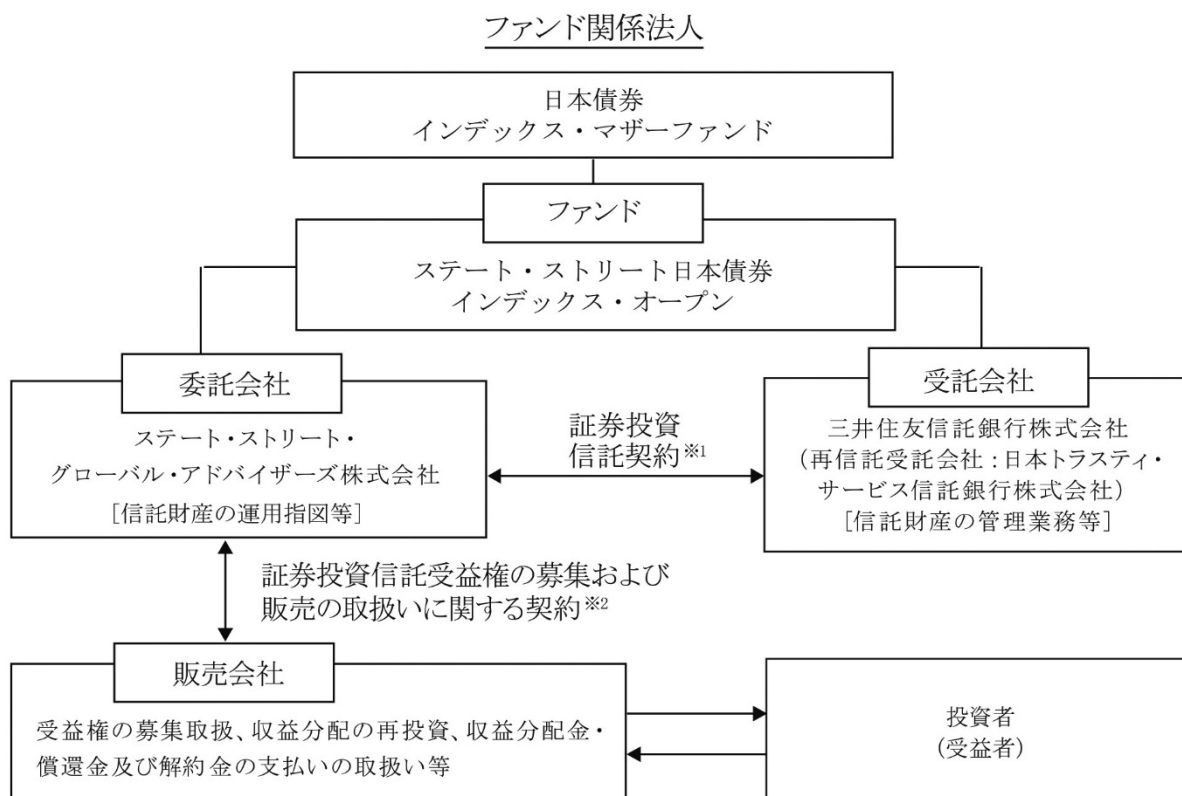 ファンド関係法人
日本債券
インデックス・マザーファンド
ファンド
ステート・ストリート日本債券
インデックス・オープン
委託会社
ステート・ストリート・
グローバル・アドバイザーズ株式会社
[信託財産の運用指図等]
証券投資
信託契約※1
受託会社
三井住友信託銀行株式会社
(再信託受託会社:日本トラスティ・
サービス信託銀行株式会社)
[信託財産の管理業務等]
証券投資信託受益権の募集および
販売の取扱いに関する契約※2
販売会社
受益権の募集取扱、収益分配の再投資、収益分配金・
償還金及び解約金の支払いの取扱い等
投資者
(受益者)